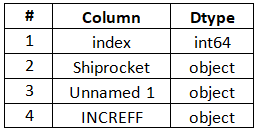 # Column Dtype
1 index int64
2 Shiprocket object
3 Unnamed 1 object
4 INCREFF object